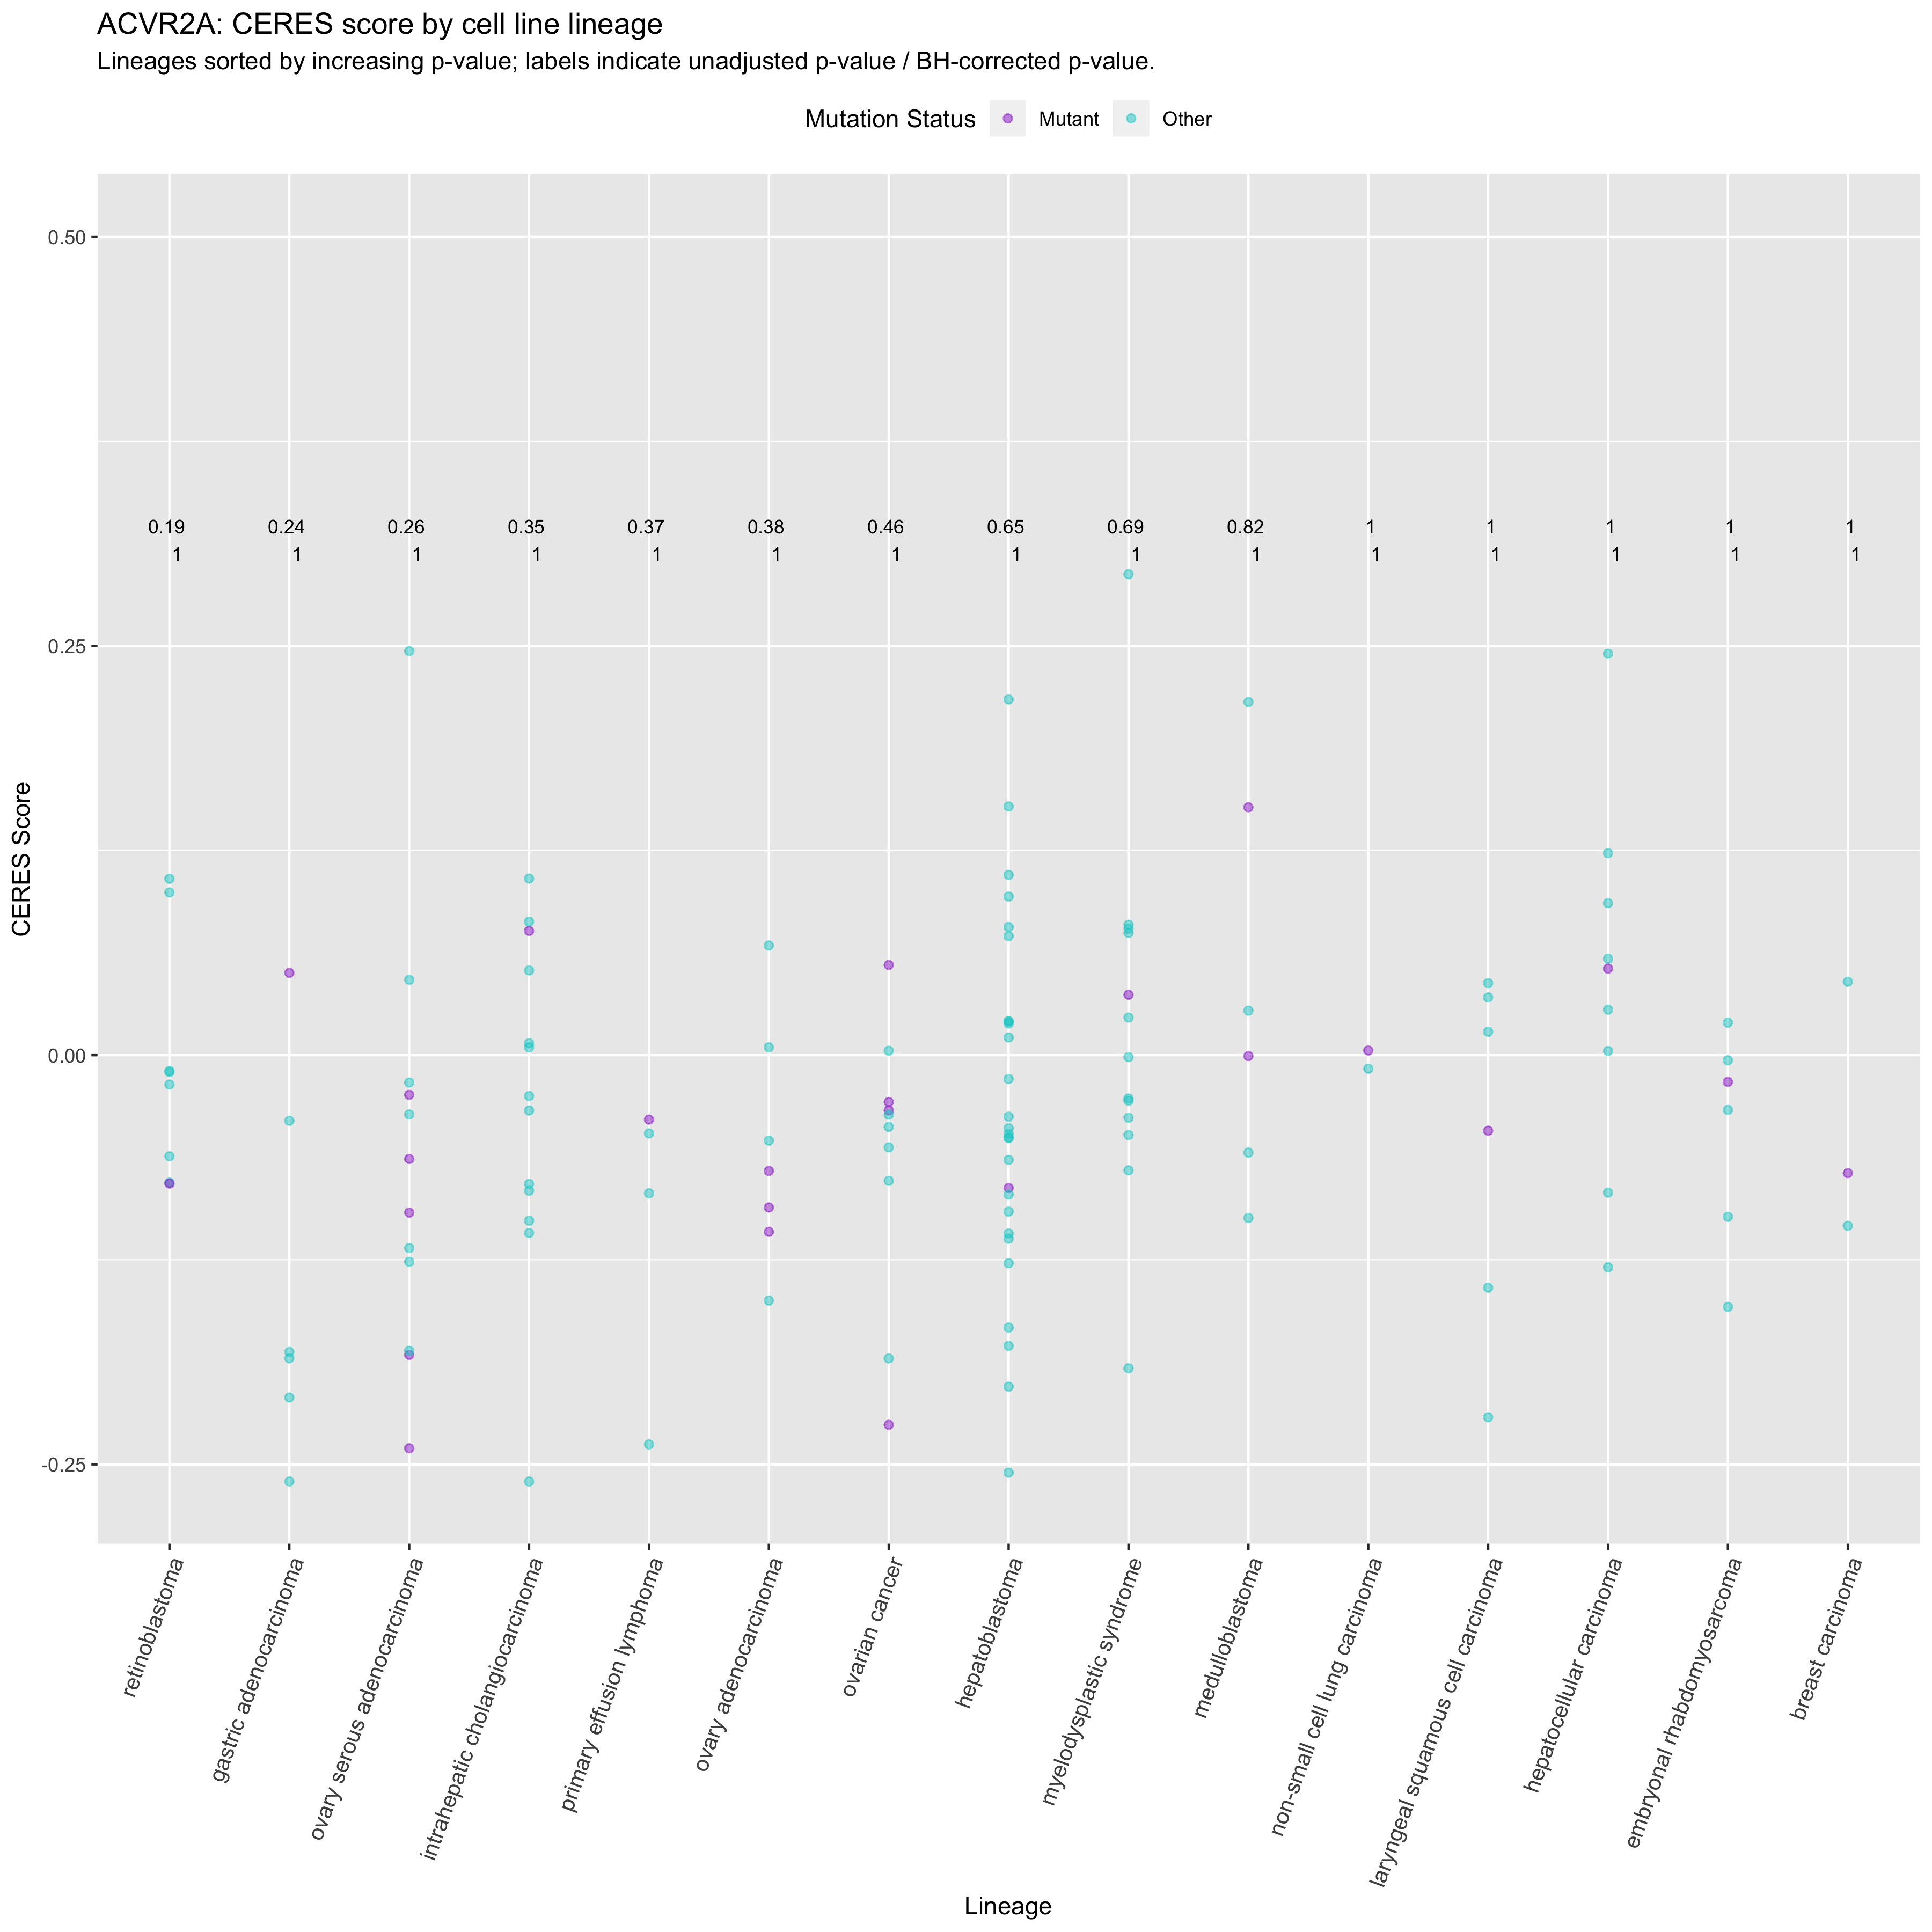 ACVR2A: CERES score by cell line lineage
Lineages sorted by increasing p-value; labels indicate unadjusted p-value / BH-corrected p-value.
Mutation Status Mutant Other
0.50
0.19 0.24 0.26 0.35 0.37 0.38 0.46 0.65 0.69 0.82 1 1 1 1 1
1 1 1 1 1 1 1 1 1 1 1 1 1 1 1
0.25
CERES Score
0.00
-0.25
retinoblastoma
gastric adenocarcinoma
ovary serous adenocarcinoma
intrahepatic cholangiocarcinoma
primary effusion lymphoma
ovary adenocarcinoma
ovarian cancer
hepatoblastoma
myelodysplastic syndrome
medulloblastoma
non-small cell lung carcinoma
laryngeal squamous cell carcinoma
hepatocellular carcinoma
embryonal rhabdomyosarcoma
breast carcinoma
Lineage